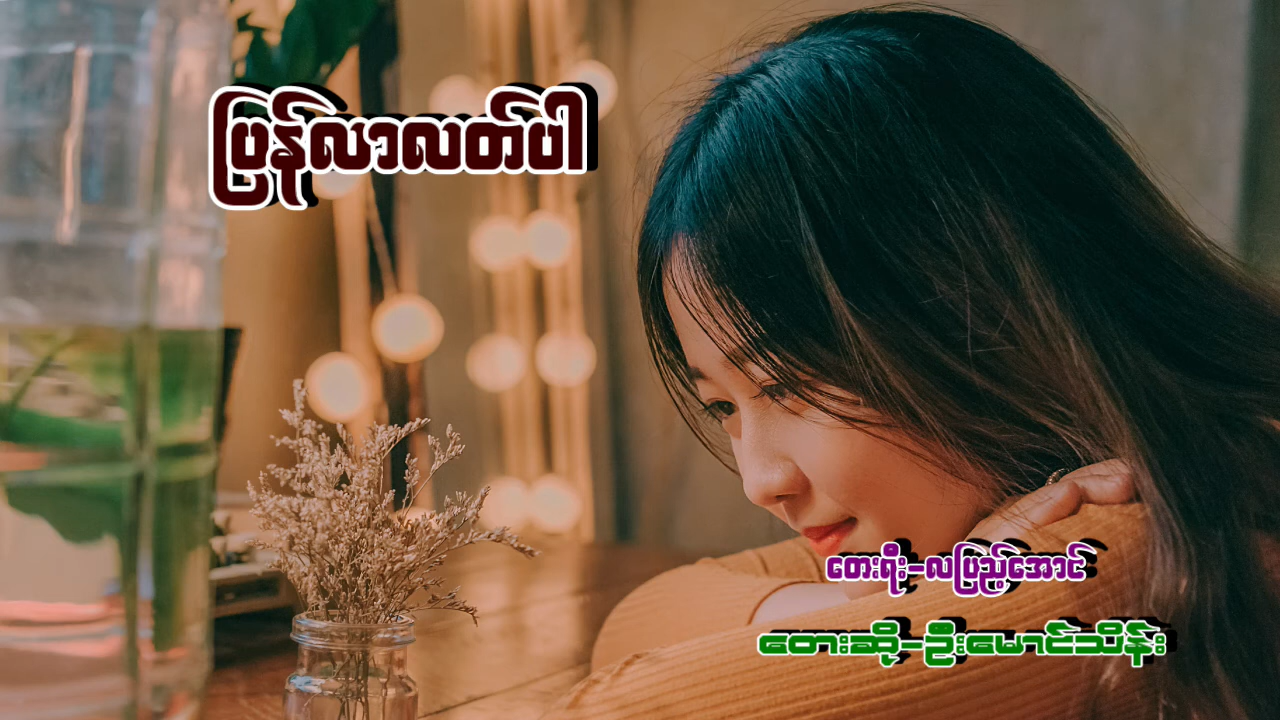 ပြန်လာလတ်ပါ
တေးရီး-လပြည့်အောင်
တေးဆို-ဦးမောင်သိန်း